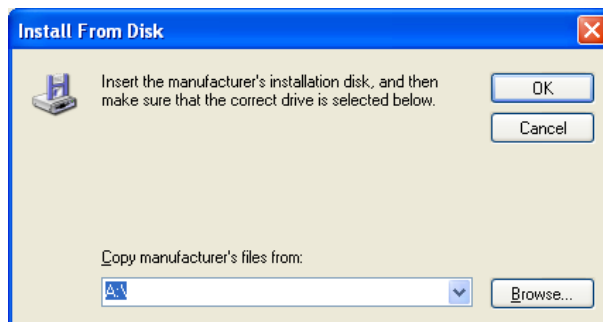 Install From Disk
Insert the manufacturer's installation disk, and then
make sure that the correct drive is selected below.
OK
Cancel
Copy manufacturer's files from:
A:\
Browse...